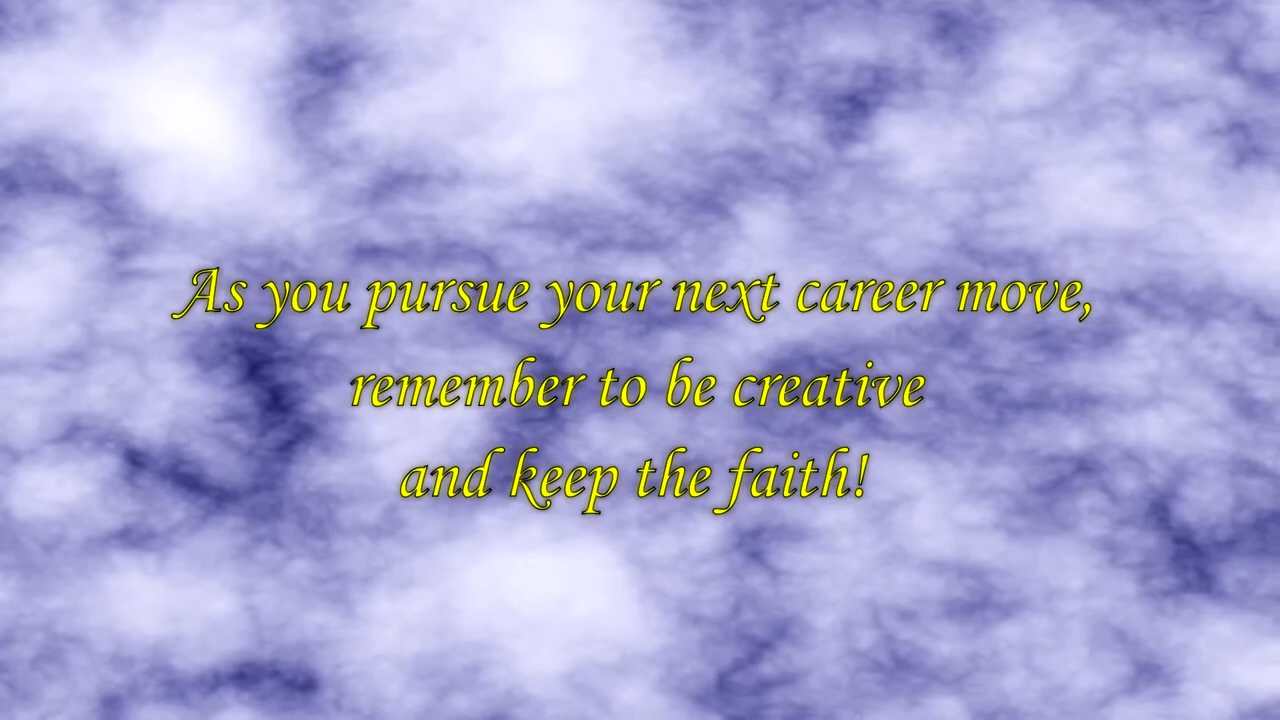 As you pursue your next career move,
remember to be creative
and keep the faith!